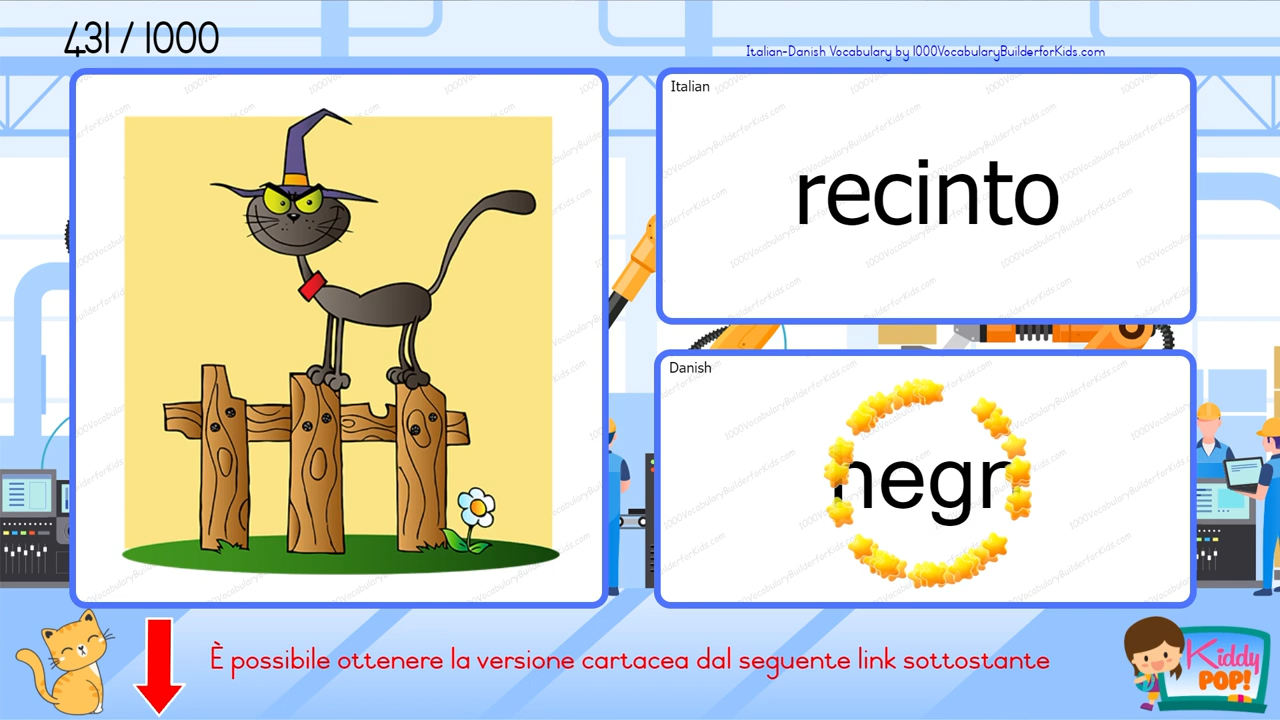 431 / 1000
Italian-Danish Vocabulary by 1000VocabularyBuilderforKids.com
Italian
recinto
Danish
hegn
È possibile ottenere la versione cartacea dal seguente link sottostante
Kiddy
POP!